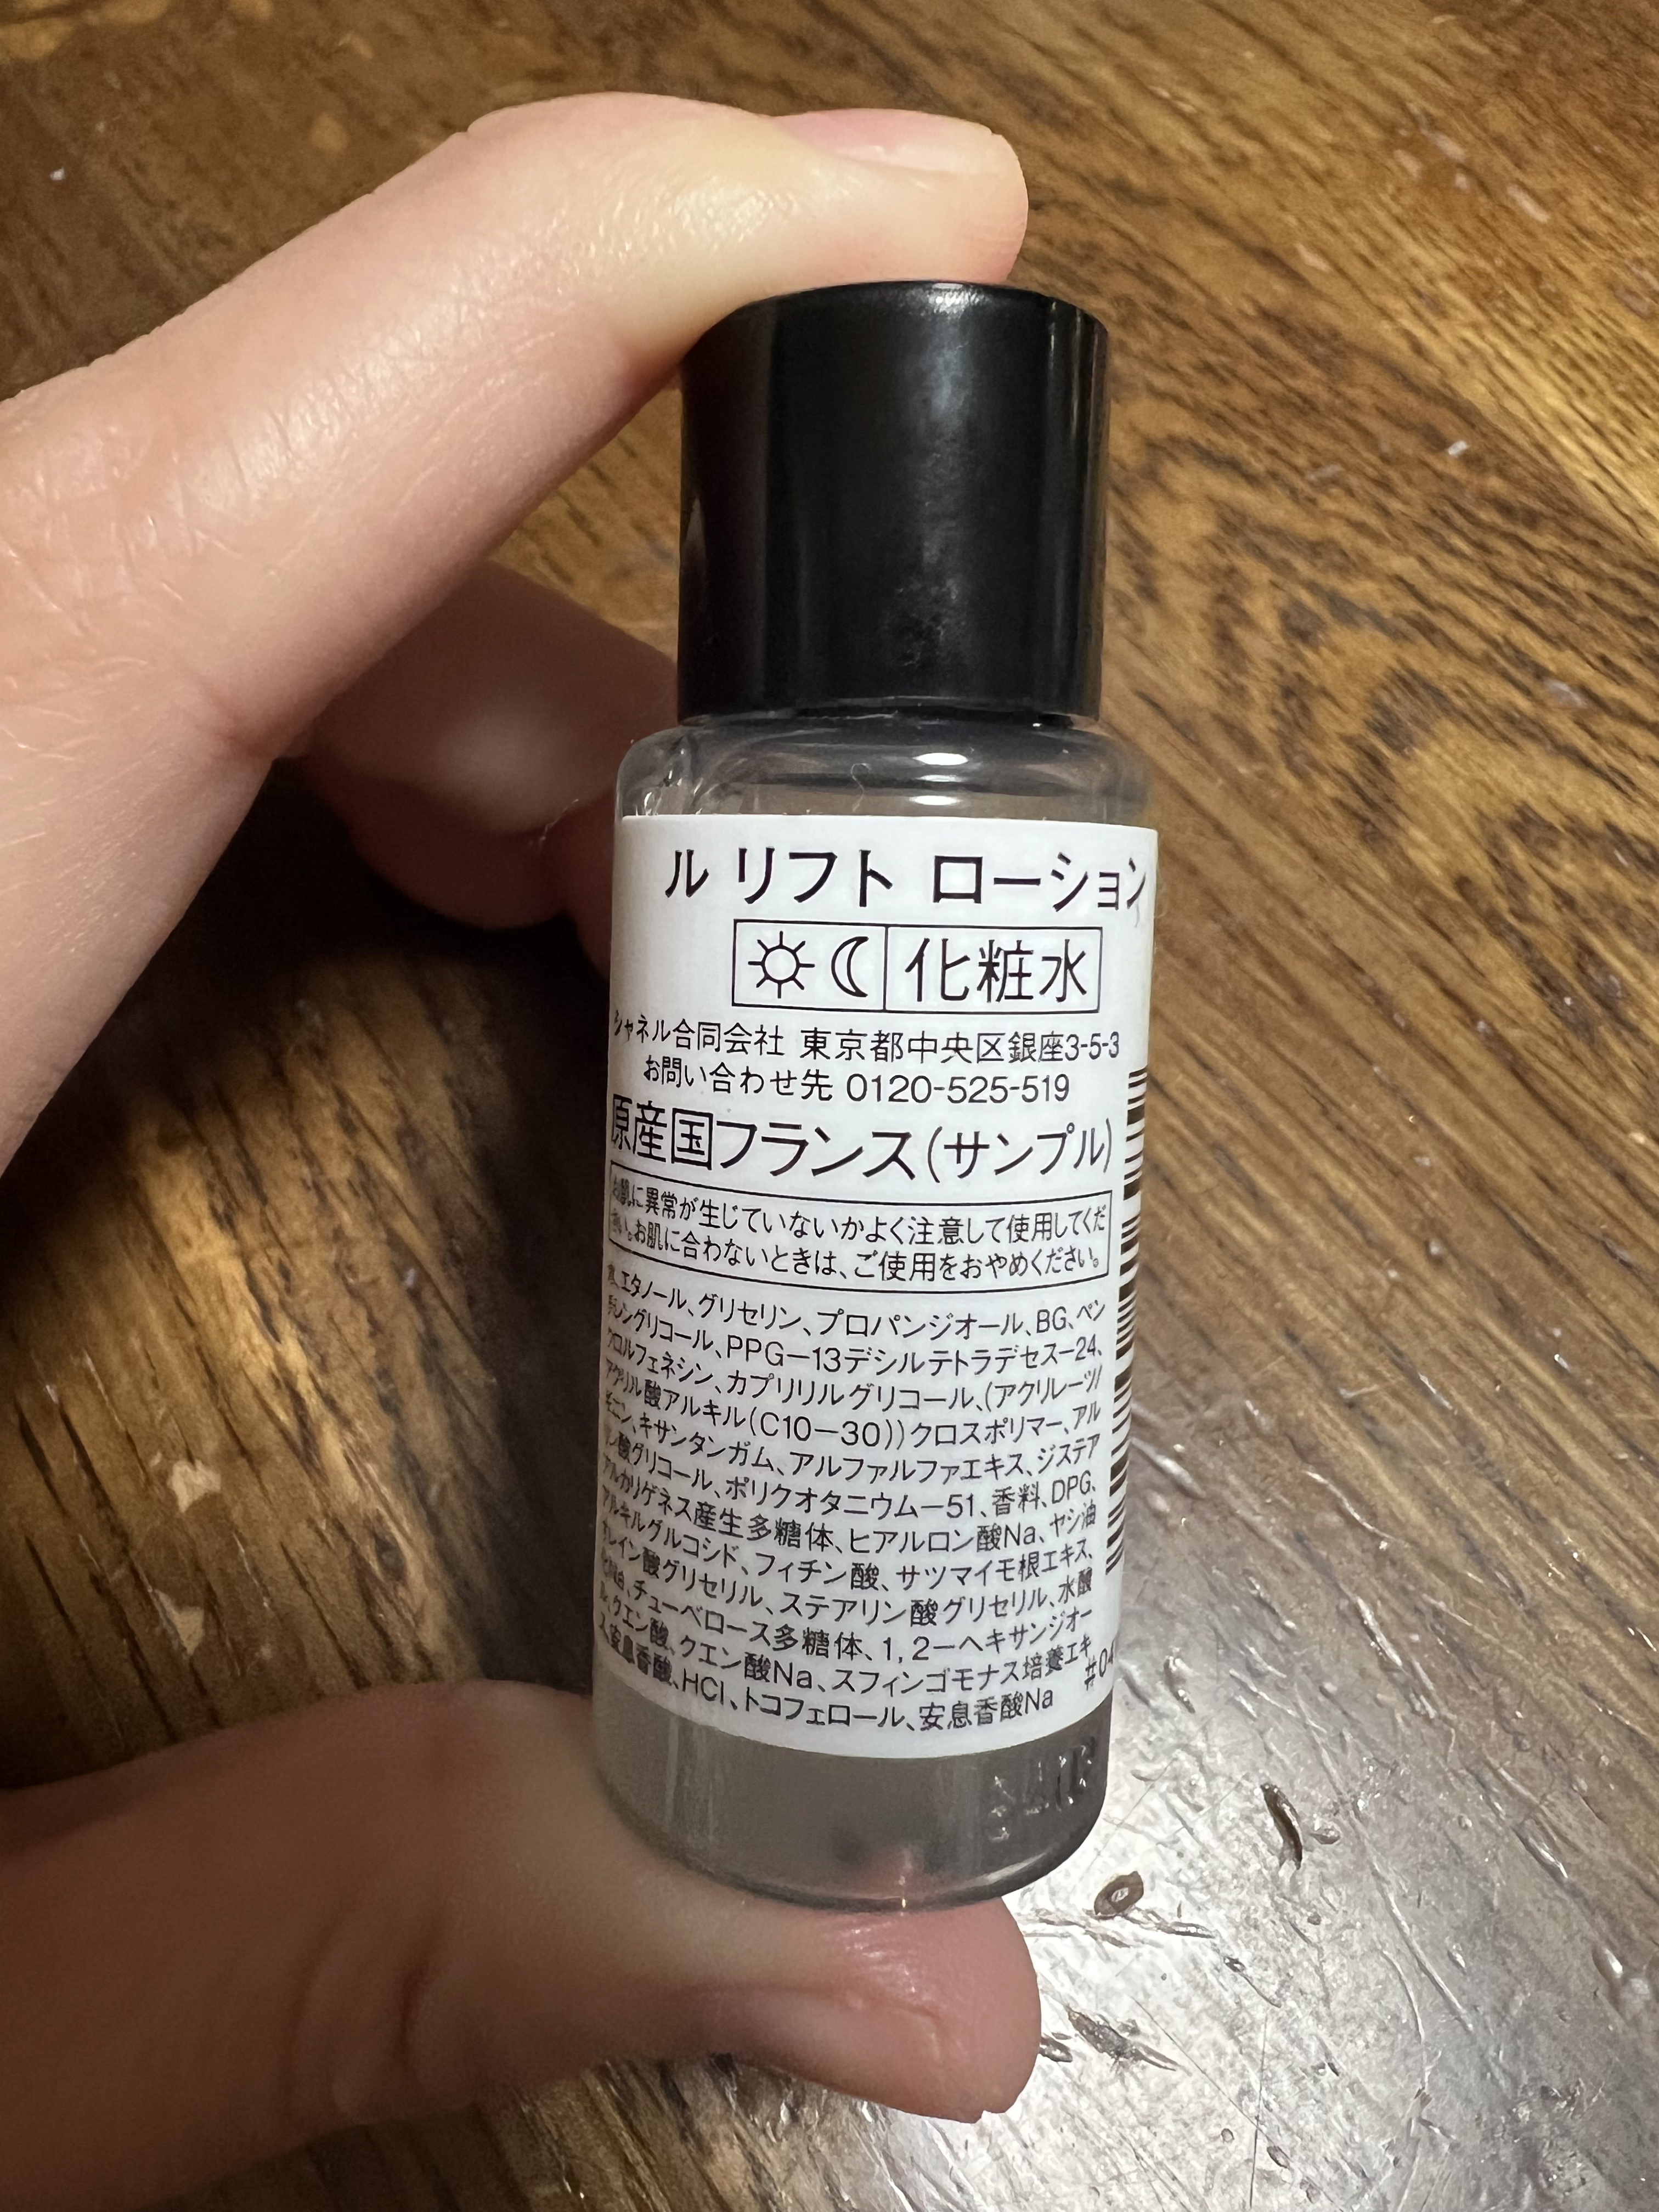 ル リフト ローション
化粧水
シャネル合同会社 東京都中央区銀座3-5-3
お問い合わせ先 0120-525-519
原産国フランス(サンプル)
お肌に異常が生じていないかよく注意して使用してくだ
さい。お肌に合わないときは、ご使用をおやめください。
水、エタノール、グリセリン、プロパンジオール、BG、ペン
チレングリコール、PPG－13デシルテトラデセス－24、
クロルフェネシン、カプリリルグリコール、(アクリレーツ/
アクリル酸アルキル(C10－30))クロスポリマー、アル
ギニン、キサンタンガム、アルファルファエキス、ジステア
リン酸グリコール、ポリクオタニウム－51、香料、DPG、
アルカリゲネス産生多糖体、ヒアルロン酸Na、ヤシ油
アルキルグルコシド、フィチン酸、サツマイモ根エキス、
オレイン酸グリセリル、ステアリン酸グリセリル、水酸
化Na、チューベロース多糖体、1,2－ヘキサンジオー
ル、クエン酸、クエン酸Na、スフィンゴモナス培養エキ
ス、安息香酸、HCl、トコフェロール、安息香酸Na